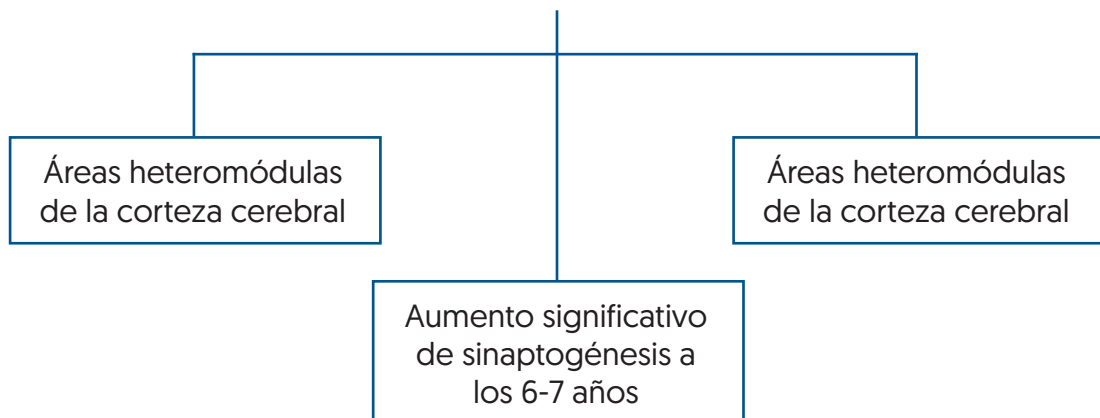 Áreas heteromódulas
de la corteza cerebral
Áreas heteromódulas
de la corteza cerebral
Aumento significativo
de sinaptogénesis a
los 6-7 años